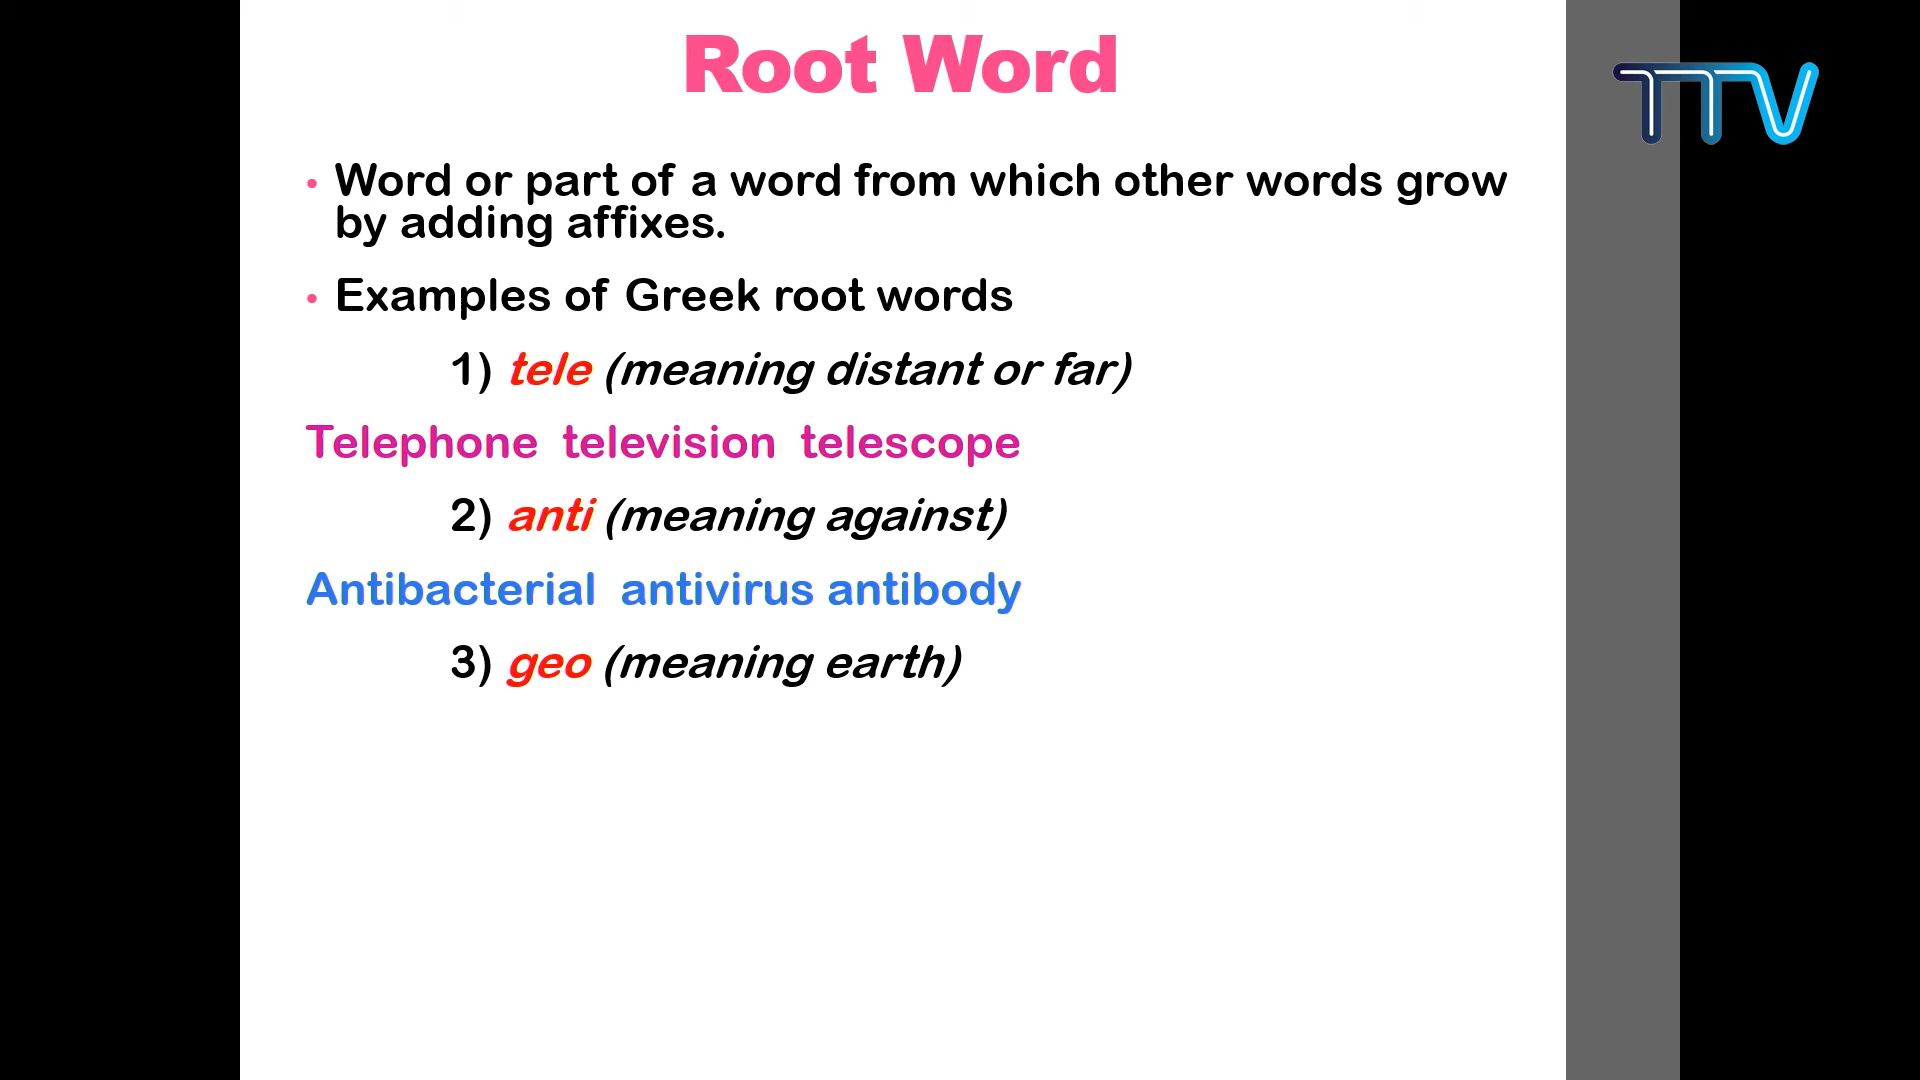 Root Word
TTV
• Word or part of a word from which other words grow
by adding affixes.
• Examples of Greek root words
1) tele (meaning distant or far)
Telephone television telescope
2) anti (meaning against)
Antibacterial antivirus antibody
3) geo (meaning earth)